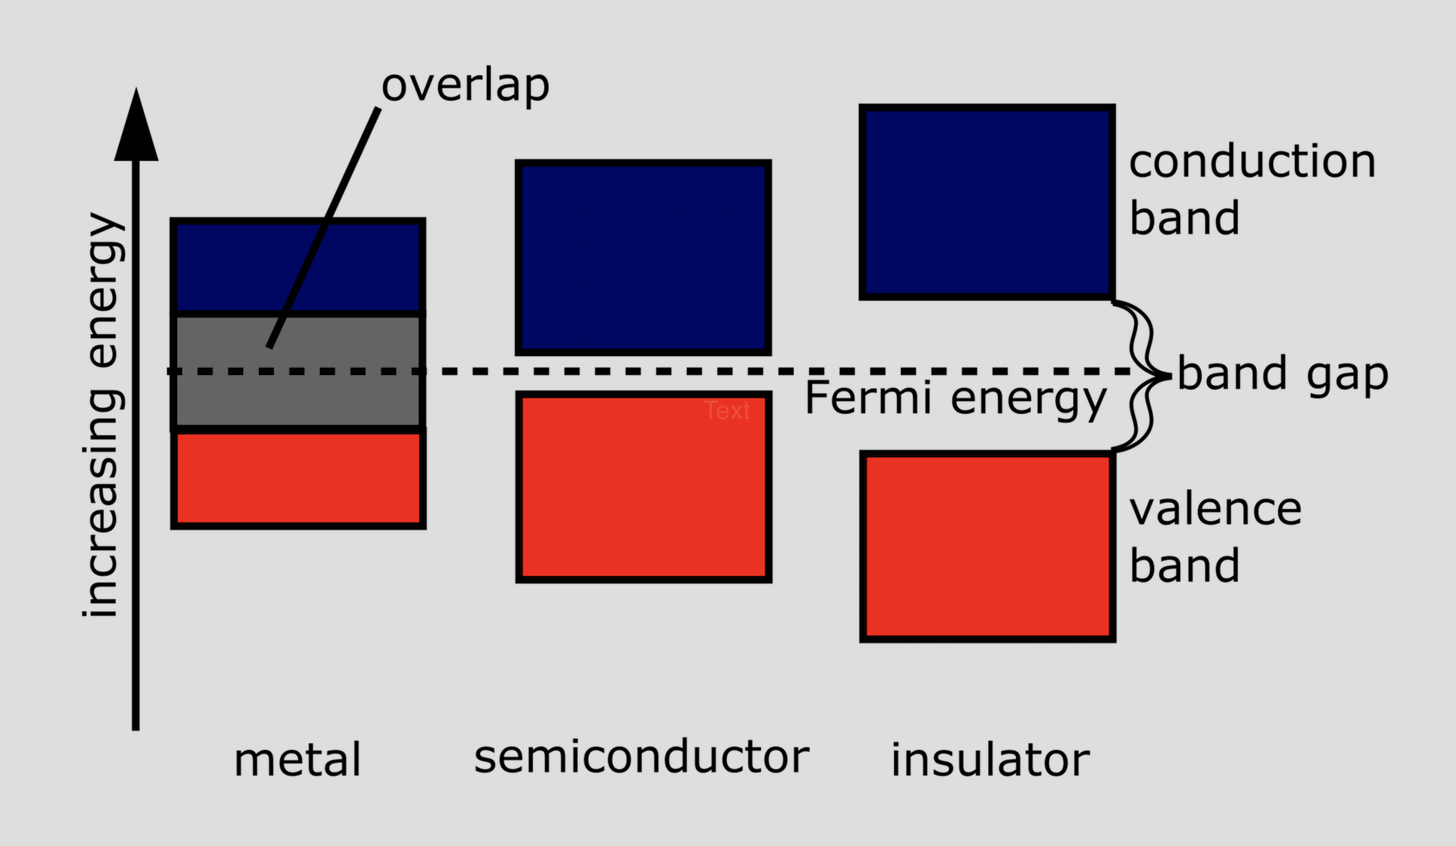 overlap
increasing energy
conduction
band
Fermi energy
band gap
Text
valence
band
metal
semiconductor
insulator